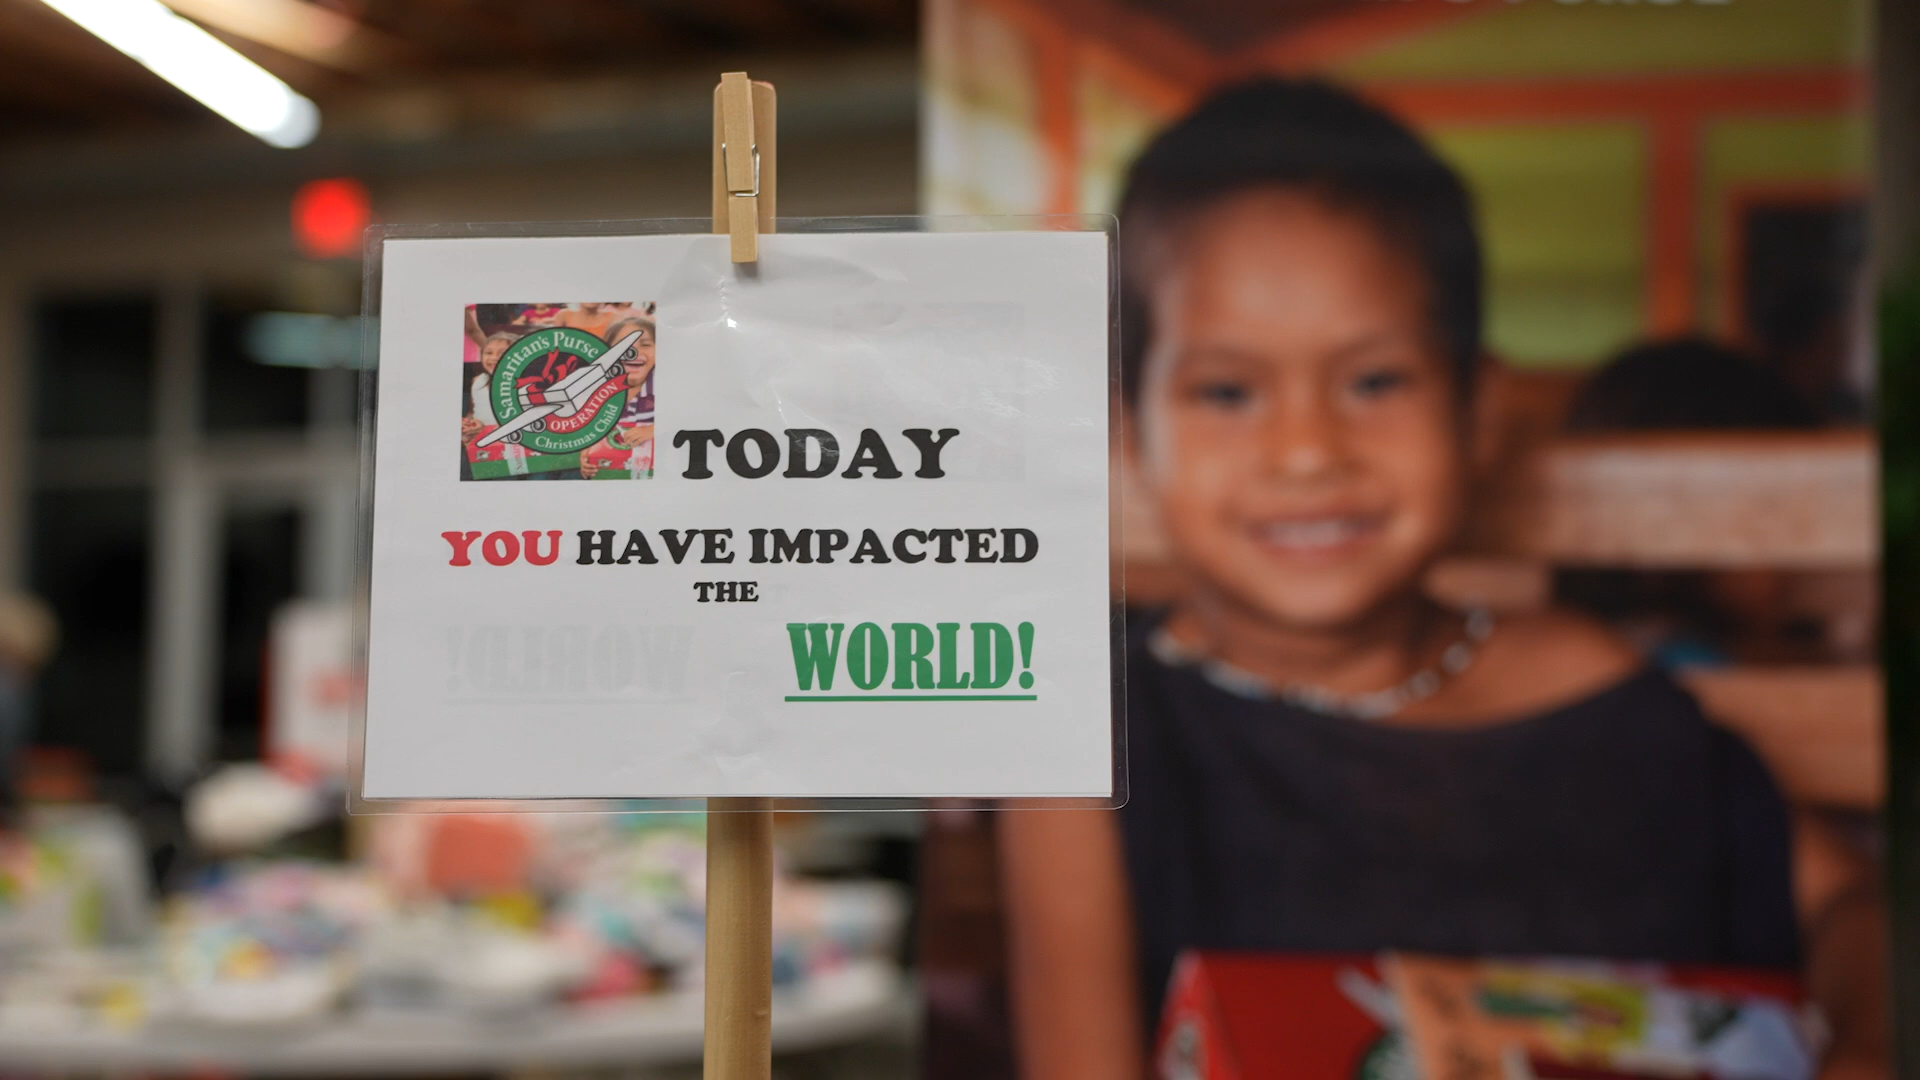 Samaritan's Purse
OPERATION
Christmas Child
TODAY
YOU HAVE IMPACTED
THE
WORLD!